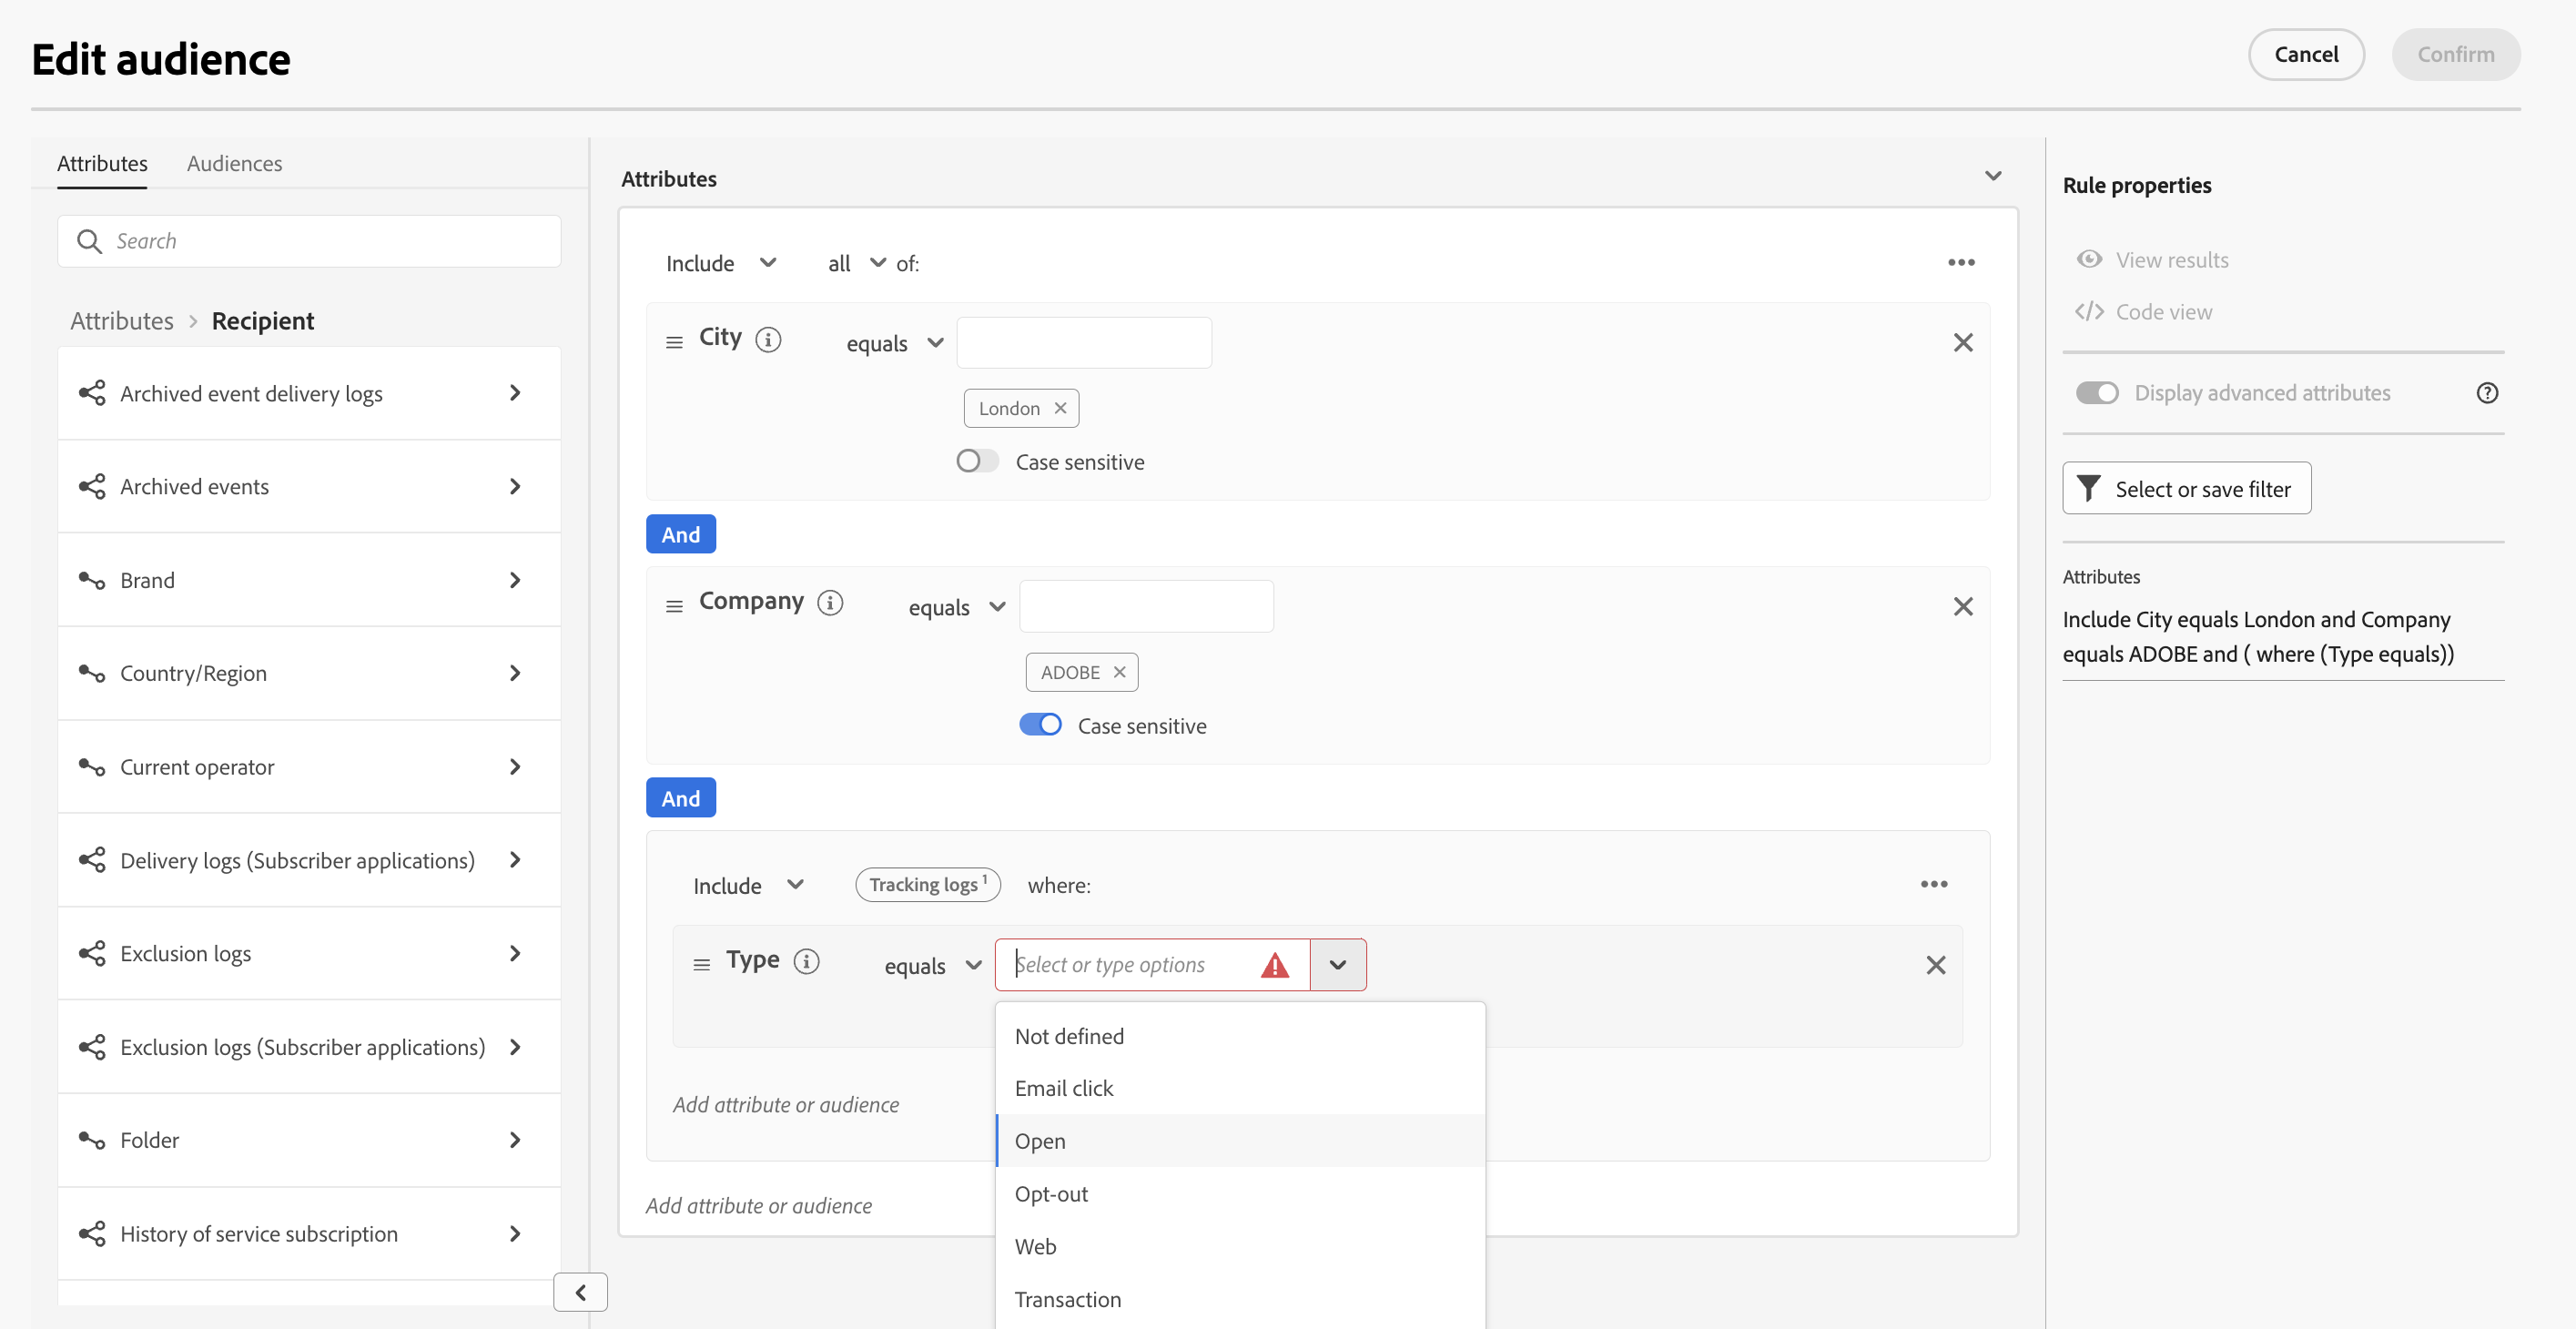 Edit audience
Cancel
Confirm
Attributes
Audiences
Search
Attributes > Recipient
Archived event delivery logs
Archived events
Brand
Country/Region
Current operator
Delivery logs (Subscriber applications)
Exclusion logs
Exclusion logs (Subscriber applications)
Folder
History of service subscription
Attributes
Include all of:
City equals
London
Case sensitive
And
Company equals
ADOBE
Case sensitive
And
Include Tracking logs 1 where:
Type equals Select or type options
Not defined
Email click
Open
Opt-out
Web
Transaction
Add attribute or audience
Add attribute or audience
Rule properties
View results
</> Code view
Display advanced attributes
Select or save filter
Attributes
Include City equals London and Company
equals ADOBE and ( where (Type equals))